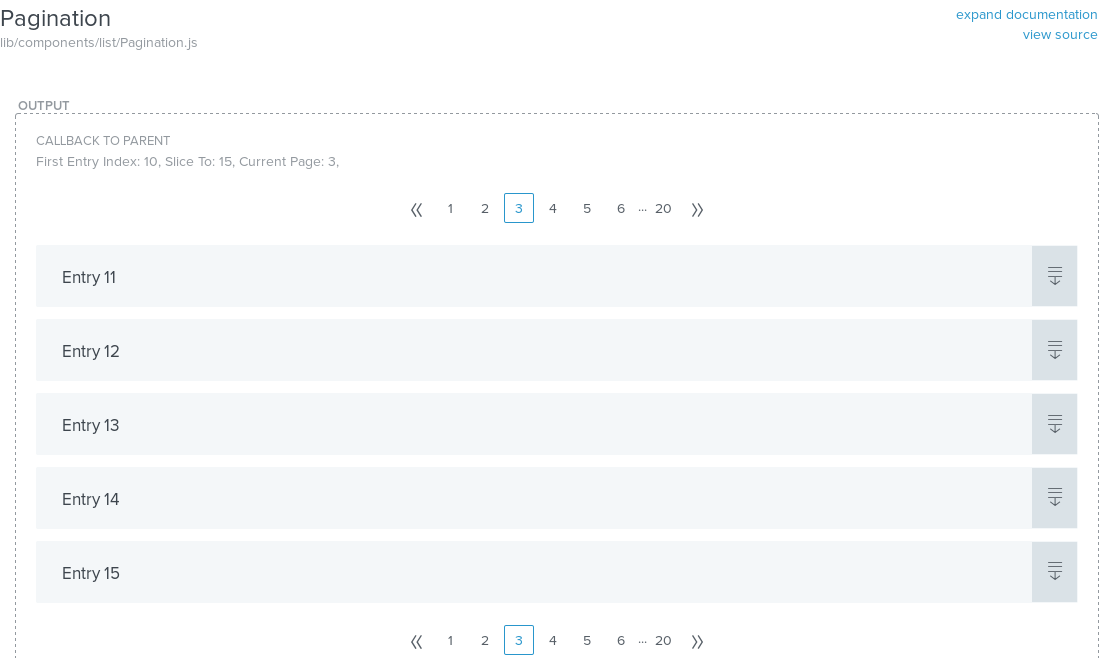 Pagination
expand documentation
lib/components/list/Pagination.js
view source
OUTPUT
CALLBACK TO PARENT
First Entry Index: 10, Slice To: 15, Current Page: 3,
« 1 2 3 4 5 6 ... 20 »
Entry 11
Entry 12
Entry 13
Entry 14
Entry 15
« 1 2 3 4 5 6 ... 20 »